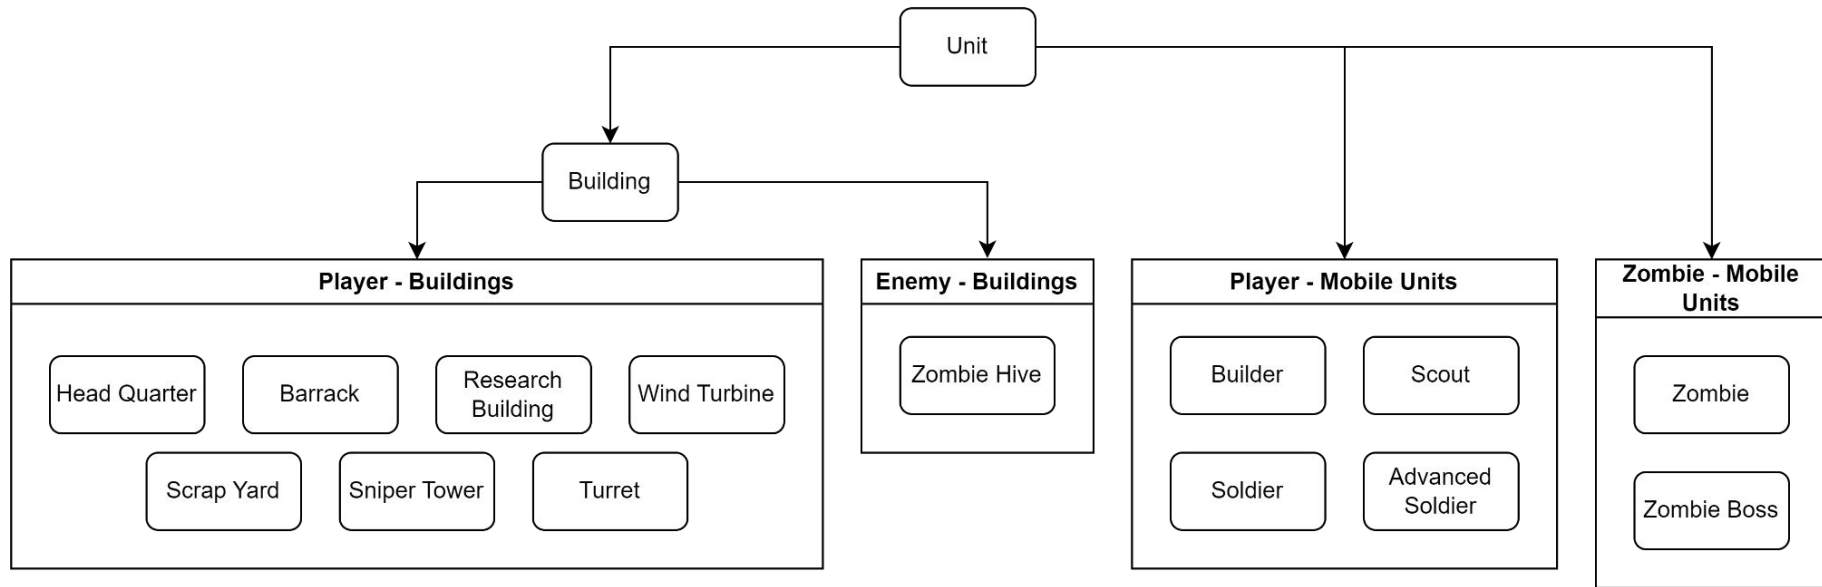 Unit
Building
Player - Buildings
Enemy - Buildings
Player - Mobile Units
Zombie - Mobile
Units
Head Quarter
Barrack
Research
Building
Wind Turbine
Scrap Yard
Sniper Tower
Turret
Zombie Hive
Builder
Scout
Soldier
Advanced
Soldier
Zombie
Zombie Boss